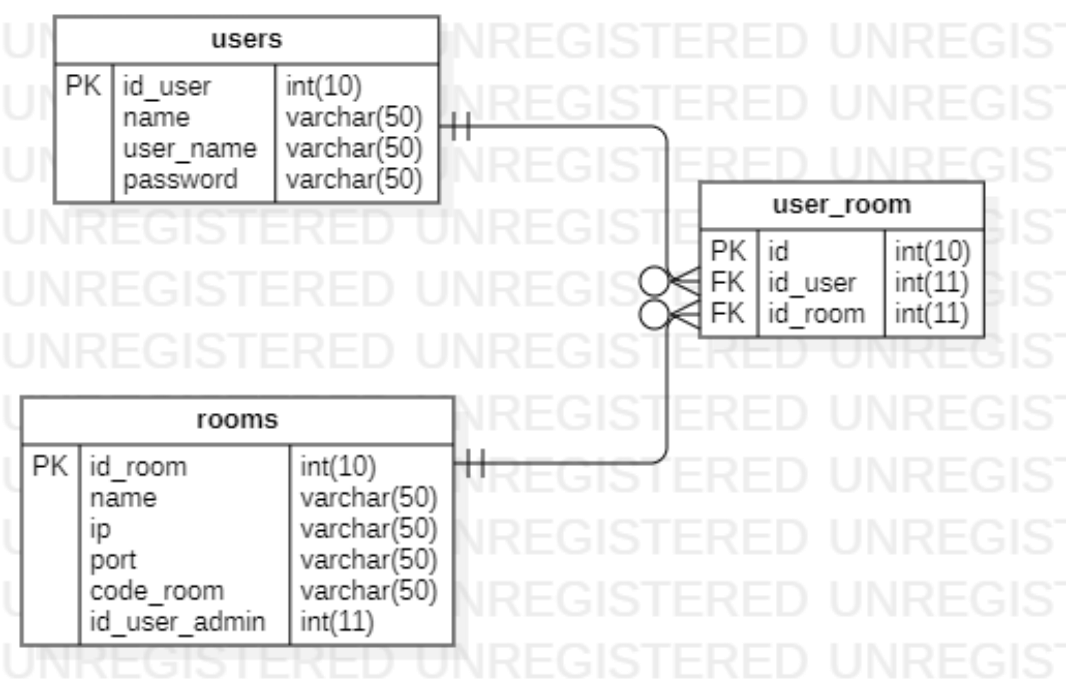 users
PK id_user int(10)
name varchar(50)
user_name varchar(50)
password varchar(50)
user_room
PK id int(10)
FK id_user int(11)
FK id_room int(11)
rooms
PK id_room int(10)
name varchar(50)
ip varchar(50)
port varchar(50)
code_room varchar(50)
id_user_admin int(11)
UNREGISTERED